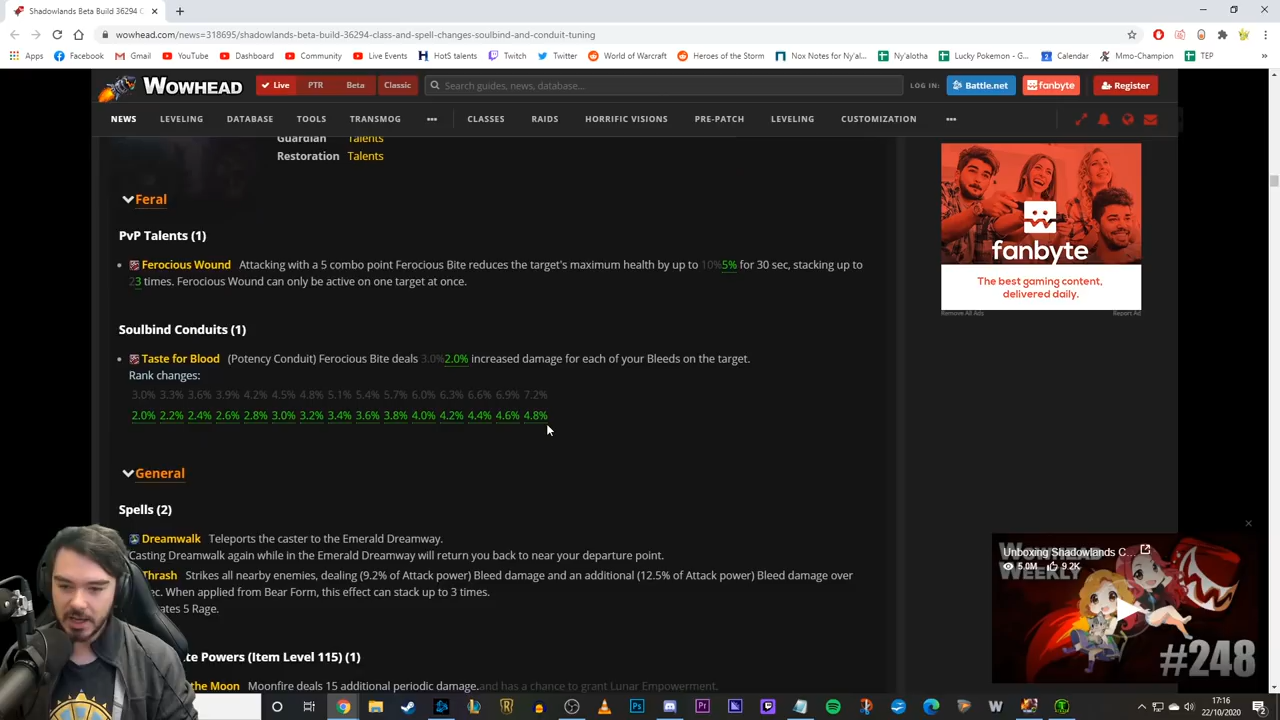 Shadowlands Beta Build 36294 C
wowhead.com/news=318695/shadowlands-beta-build-36294-class-and-spell-changes-soulbind-and-conduit-tuning
Apps Facebook Gmail YouTube Dashboard Community Live Events HotS talents Twitch Twitter World of Warcraft Heroes of the Storm Nox Notes for Ny'al... Ny'alotha Lucky Pokemon - G... Calendar Mmo-Champion TEP
WOWHEAD Live PTR Beta Classic Search guides, news, database... LOG IN: Battle.net fanbyte Register
NEWS LEVELING DATABASE TOOLS TRANSMOG ••• CLASSES RAIDS HORRIFIC VISIONS PRE-PATCH LEVELING CUSTOMIZATION •••
Guardian Talents
Restoration Talents
Feral
PvP Talents (1)
Ferocious Wound Attacking with a 5 combo point Ferocious Bite reduces the target's maximum health by up to 10%5% for 30 sec, stacking up to
23 times. Ferocious Wound can only be active on one target at once.
Soulbind Conduits (1)
Taste for Blood (Potency Conduit) Ferocious Bite deals 3.0%2.0% increased damage for each of your Bleeds on the target.
Rank changes:
3.0% 3.3% 3.6% 3.9% 4.2% 4.5% 4.8% 5.1% 5.4% 5.7% 6.0% 6.3% 6.6% 6.9% 7.2%
2.0% 2.2% 2.4% 2.6% 2.8% 3.0% 3.2% 3.4% 3.6% 3.8% 4.0% 4.2% 4.4% 4.6% 4.8%
General
Spells (2)
Dreamwalk Teleports the caster to the Emerald Dreamway.
Casting Dreamwalk again while in the Emerald Dreamway will return you back to near your departure point.
Thrash Strikes all nearby enemies, dealing (9.2% of Attack power) Bleed damage and an additional (12.5% of Attack power) Bleed damage over
ec. When applied from Bear Form, this effect can stack up to 3 times.
ates 5 Rage.
te Powers (Item Level 115) (1)
the Moon Moonfire deals 15 additional periodic damage.and has a chance to grant Lunar Empowerment.
fanbyte
The best gaming content,
delivered daily.
Remove All Ads Report Ad
Unboxing Shadowlands C...
WOWHEAD
WEEKLY
5.0M 9.2K
#248
17:16
22/10/2020